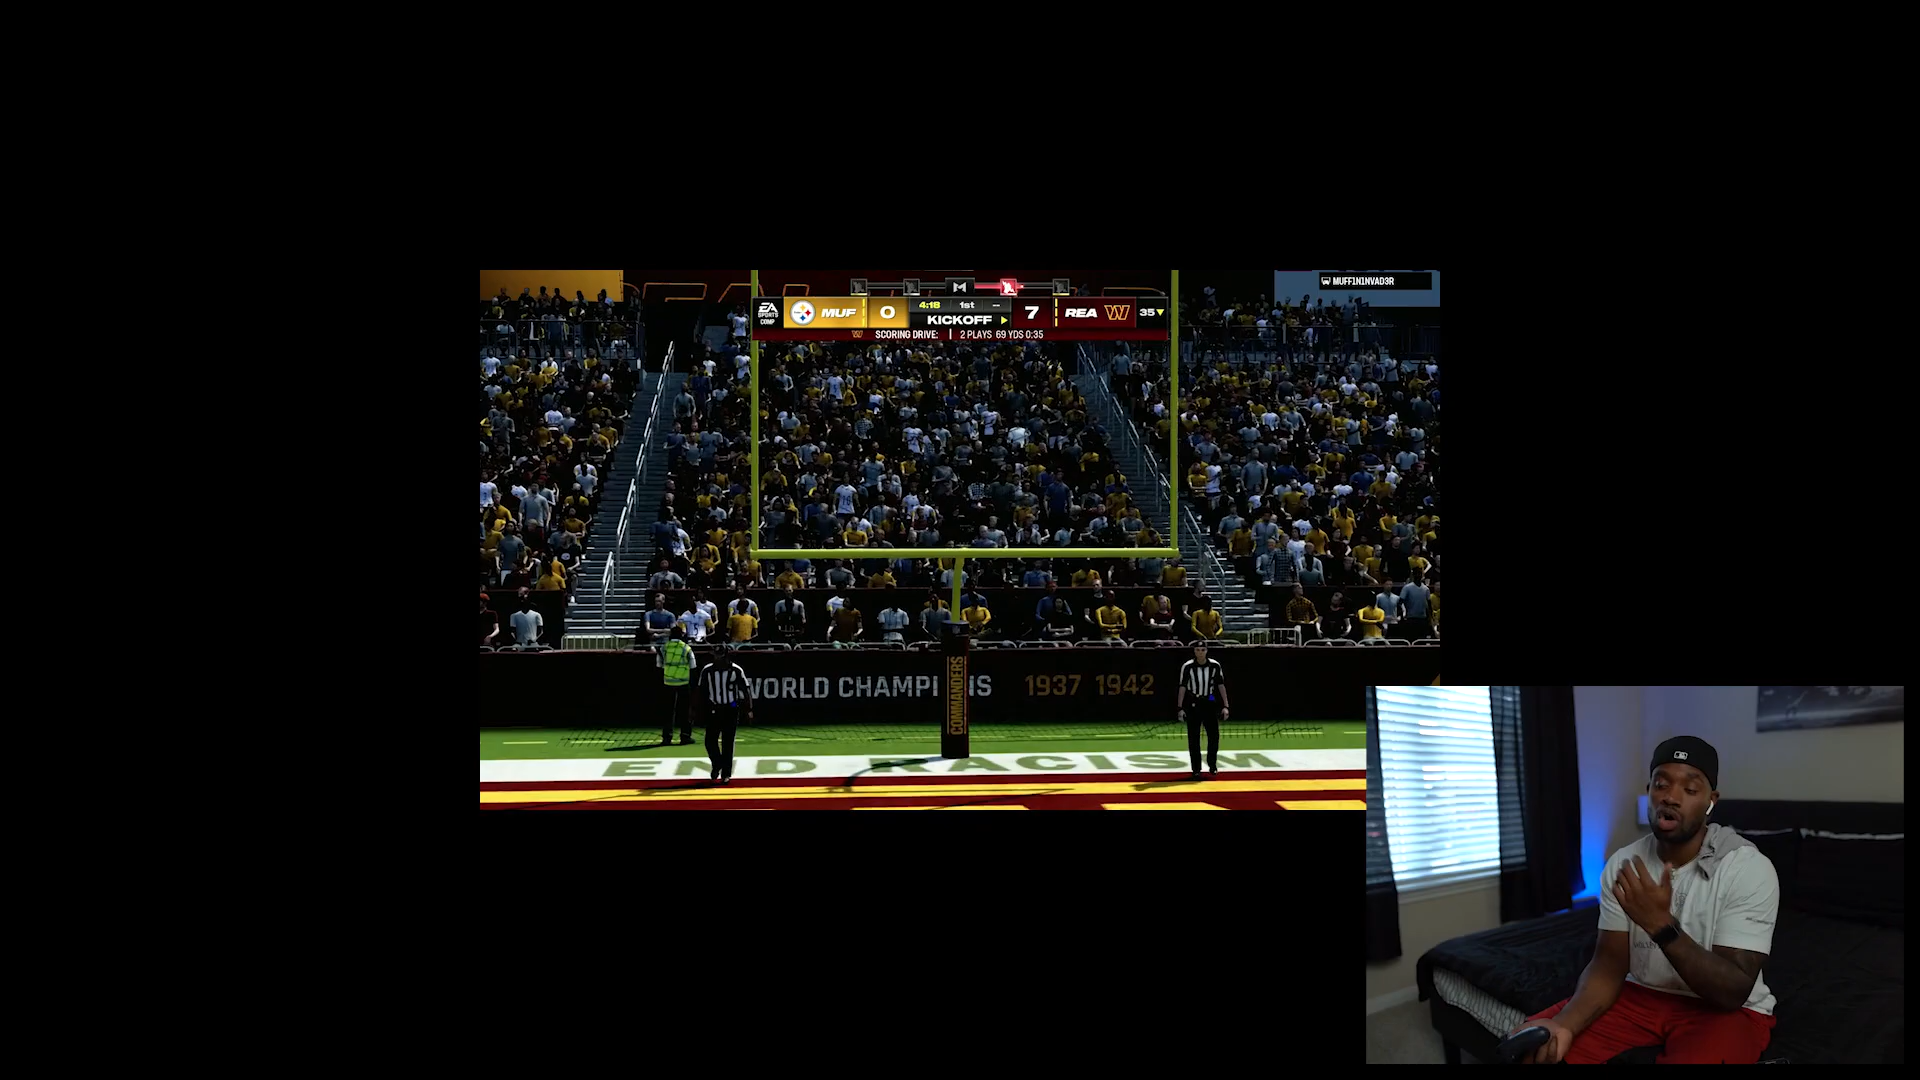 MUFF1N1NVAD3R
EA
SPORTS
COMP
MUF
0
4:18 1st --
KICKOFF
7
REA
35
SCORING DRIVE: 2 PLAYS 69 YDS 0:35
WORLD CHAMPI NS 1937 1942
COMMANDERS
END RACISM